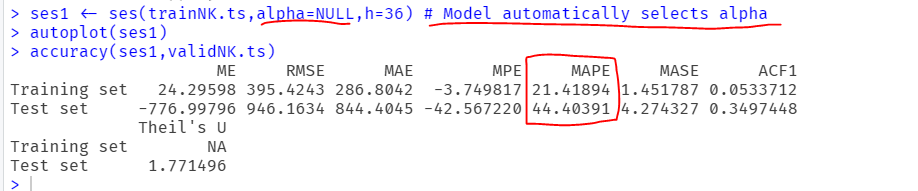 > ses1 <- ses(trainNK.ts,alpha=NULL,h=36) # Model automatically selects alpha
> autoplot(ses1)
> accuracy(ses1,validNK.ts)
ME RMSE MAE MPE MAPE MASE ACF1
Training set 24.29598 395.4243 286.8042 -3.749817 21.41894 1.451787 0.0533712
Test set -776.99796 946.1634 844.4045 -42.567220 44.40391 4.274327 0.3497448
Theil's U
Training set NA
Test set 1.771496
>